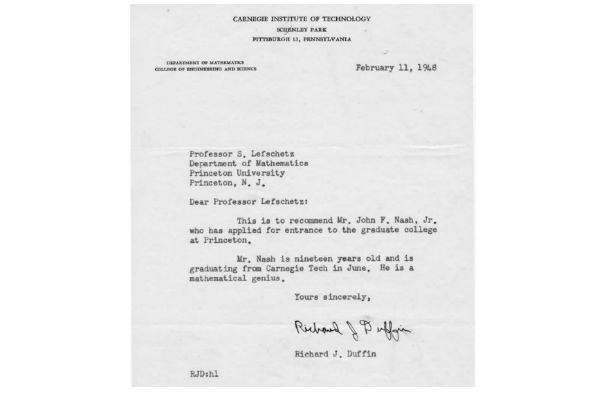 CARNEGIE INSTITUTE OF TECHNOLOGY
SCHENLEY PARK
PITTSBURGH 13, PENNSYLVANIA
DEPARTMENT OF MATHEMATICS
COLLEGE OF ENGINEERING AND SCIENCE
February 11, 1948
Professor S. Lefschetz
Department of Mathematics
Princeton University
Princeton, N. J.
Dear Professor Lefschetz:
This is to recommend Mr. John F. Nash, Jr.
who has applied for entrance to the graduate college
at Princeton.
Mr. Nash is nineteen years old and is
graduating from Carnegie Tech in June. He is a
mathematical genius.
Yours sincerely,
Richard J Duffin
Richard J. Duffin
RJD:hl